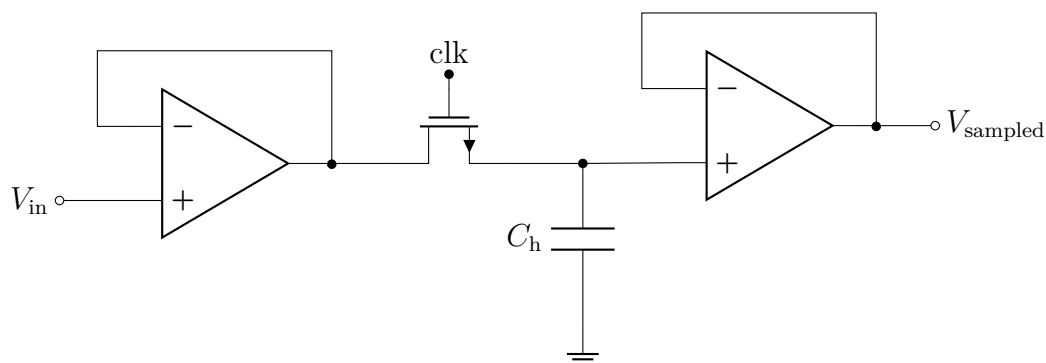 clk
−
V_sampled
−
+
V_in
+
C_h